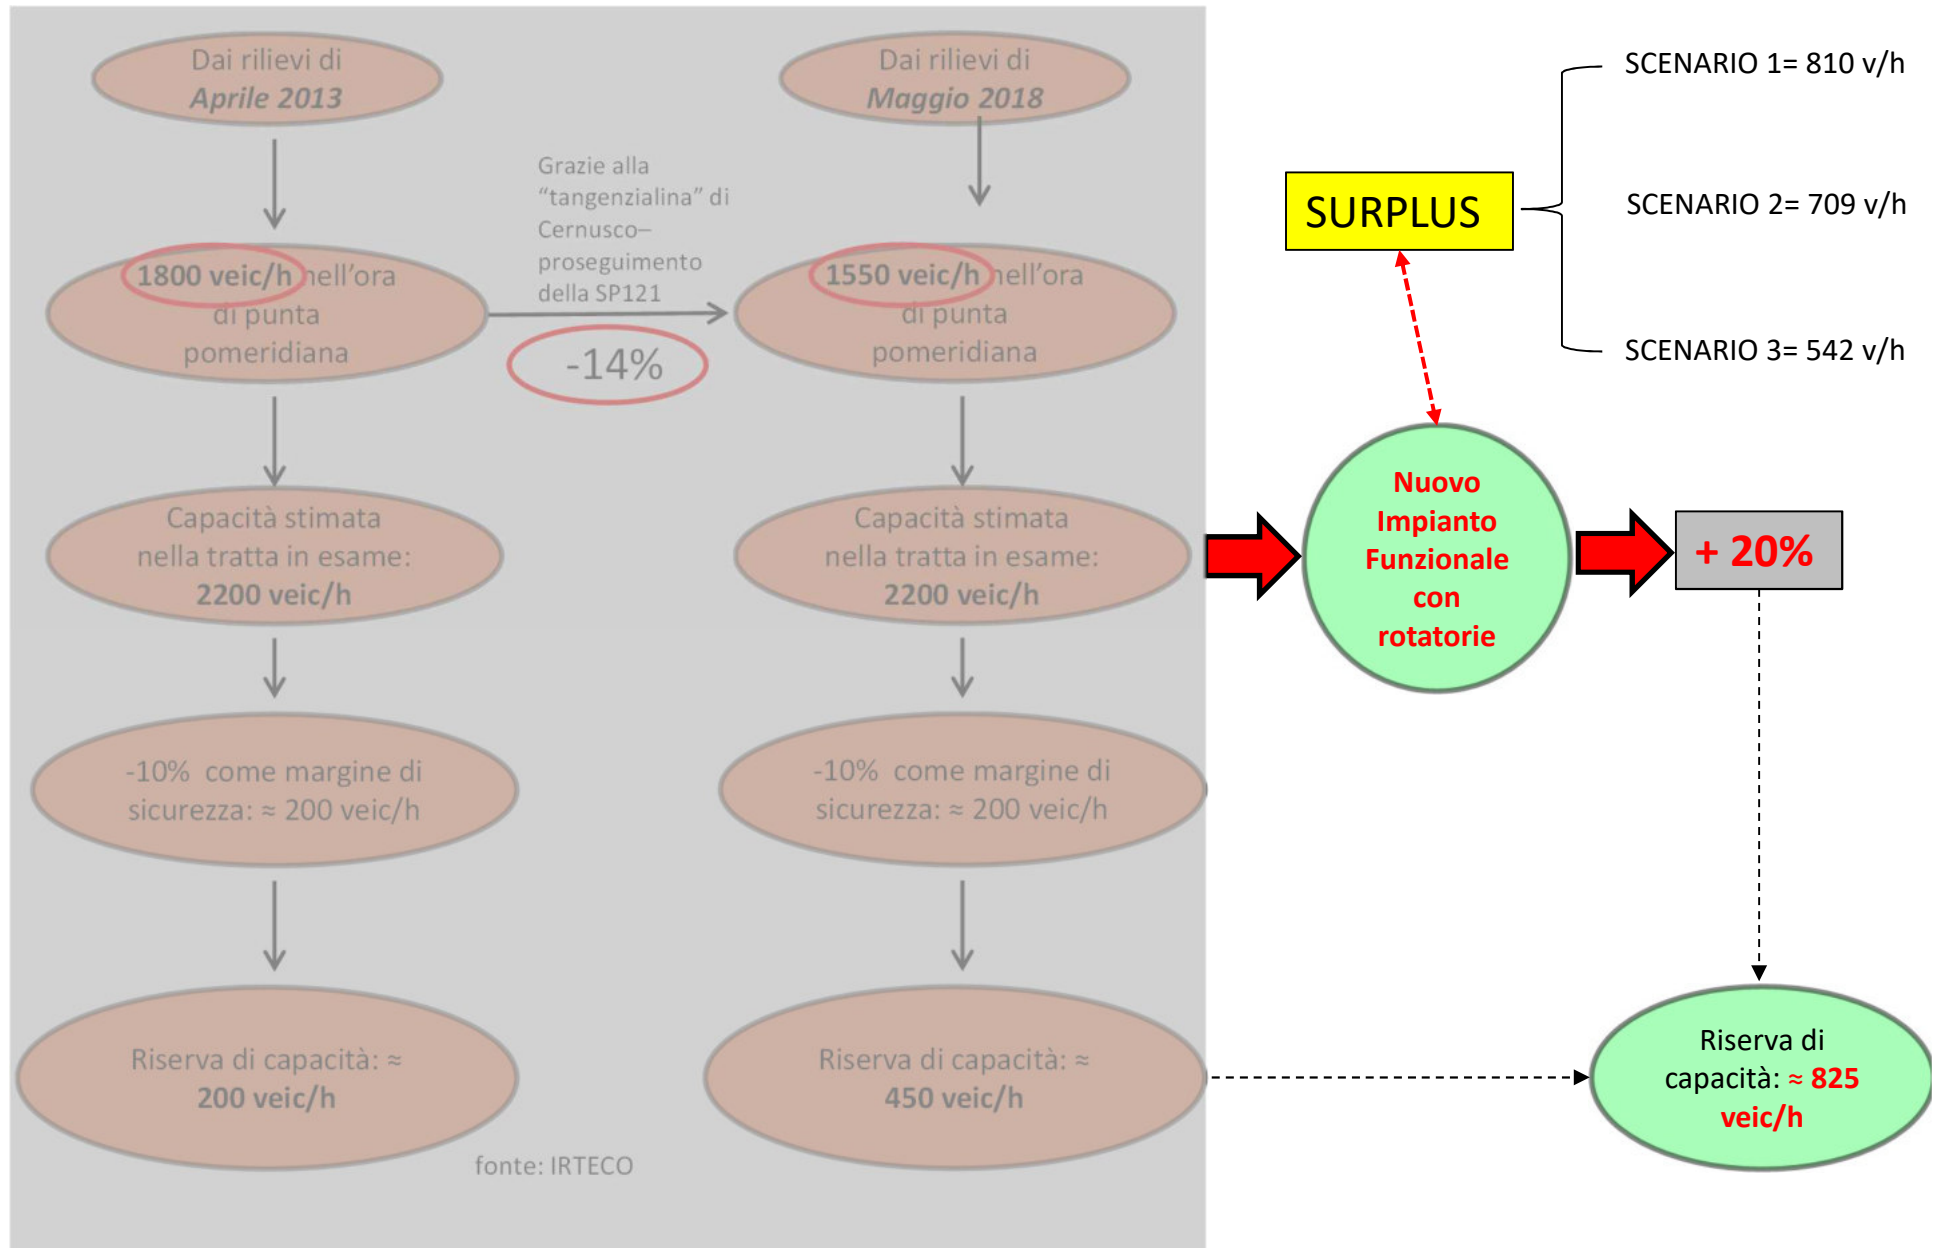 Dai rilievi di
Aprile 2013
1800 veic/h nell'ora
di punta
pomeridiana
Capacità stimata
nella tratta in esame:
2200 veic/h
-10%  come margine di
sicurezza: ≈ 200 veic/h
Riserva di capacità: ≈
200 veic/h
Grazie alla
“tangenzialina” di
Cernusco–
proseguimento
della SP121
-14%
Dai rilievi di
Maggio 2018
1550 veic/h nell'ora
di punta
pomeridiana
Capacità stimata
nella tratta in esame:
2200 veic/h
-10%  come margine di
sicurezza: ≈ 200 veic/h
Riserva di capacità: ≈
450 veic/h
fonte: IRTECO
SURPLUS
SCENARIO 1= 810 v/h
SCENARIO 2= 709 v/h
SCENARIO 3= 542 v/h
Nuovo
Impianto
Funzionale
con
rotatorie
+ 20%
Riserva di
capacità: ≈ 825
veic/h